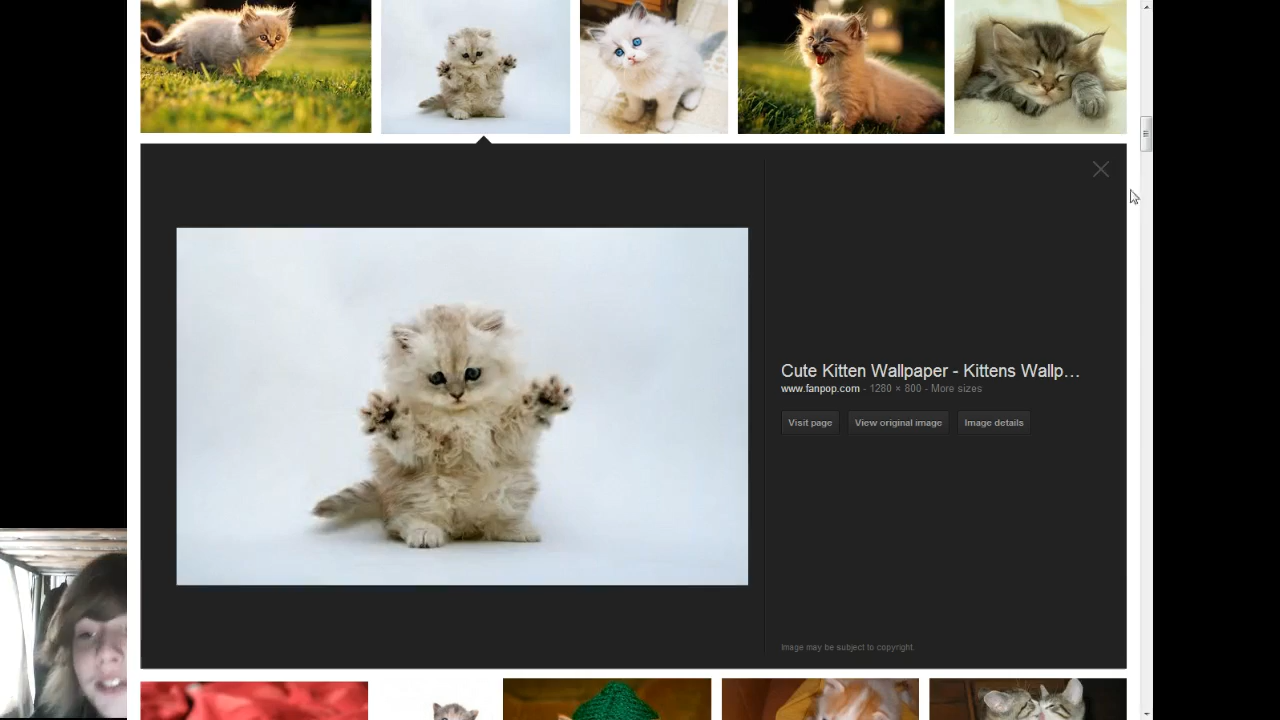 Cute Kitten Wallpaper - Kittens Wallp...
www.fanpop.com - 1280 × 800 - More sizes
Visit page
View original image
Image details
Image may be subject to copyright.